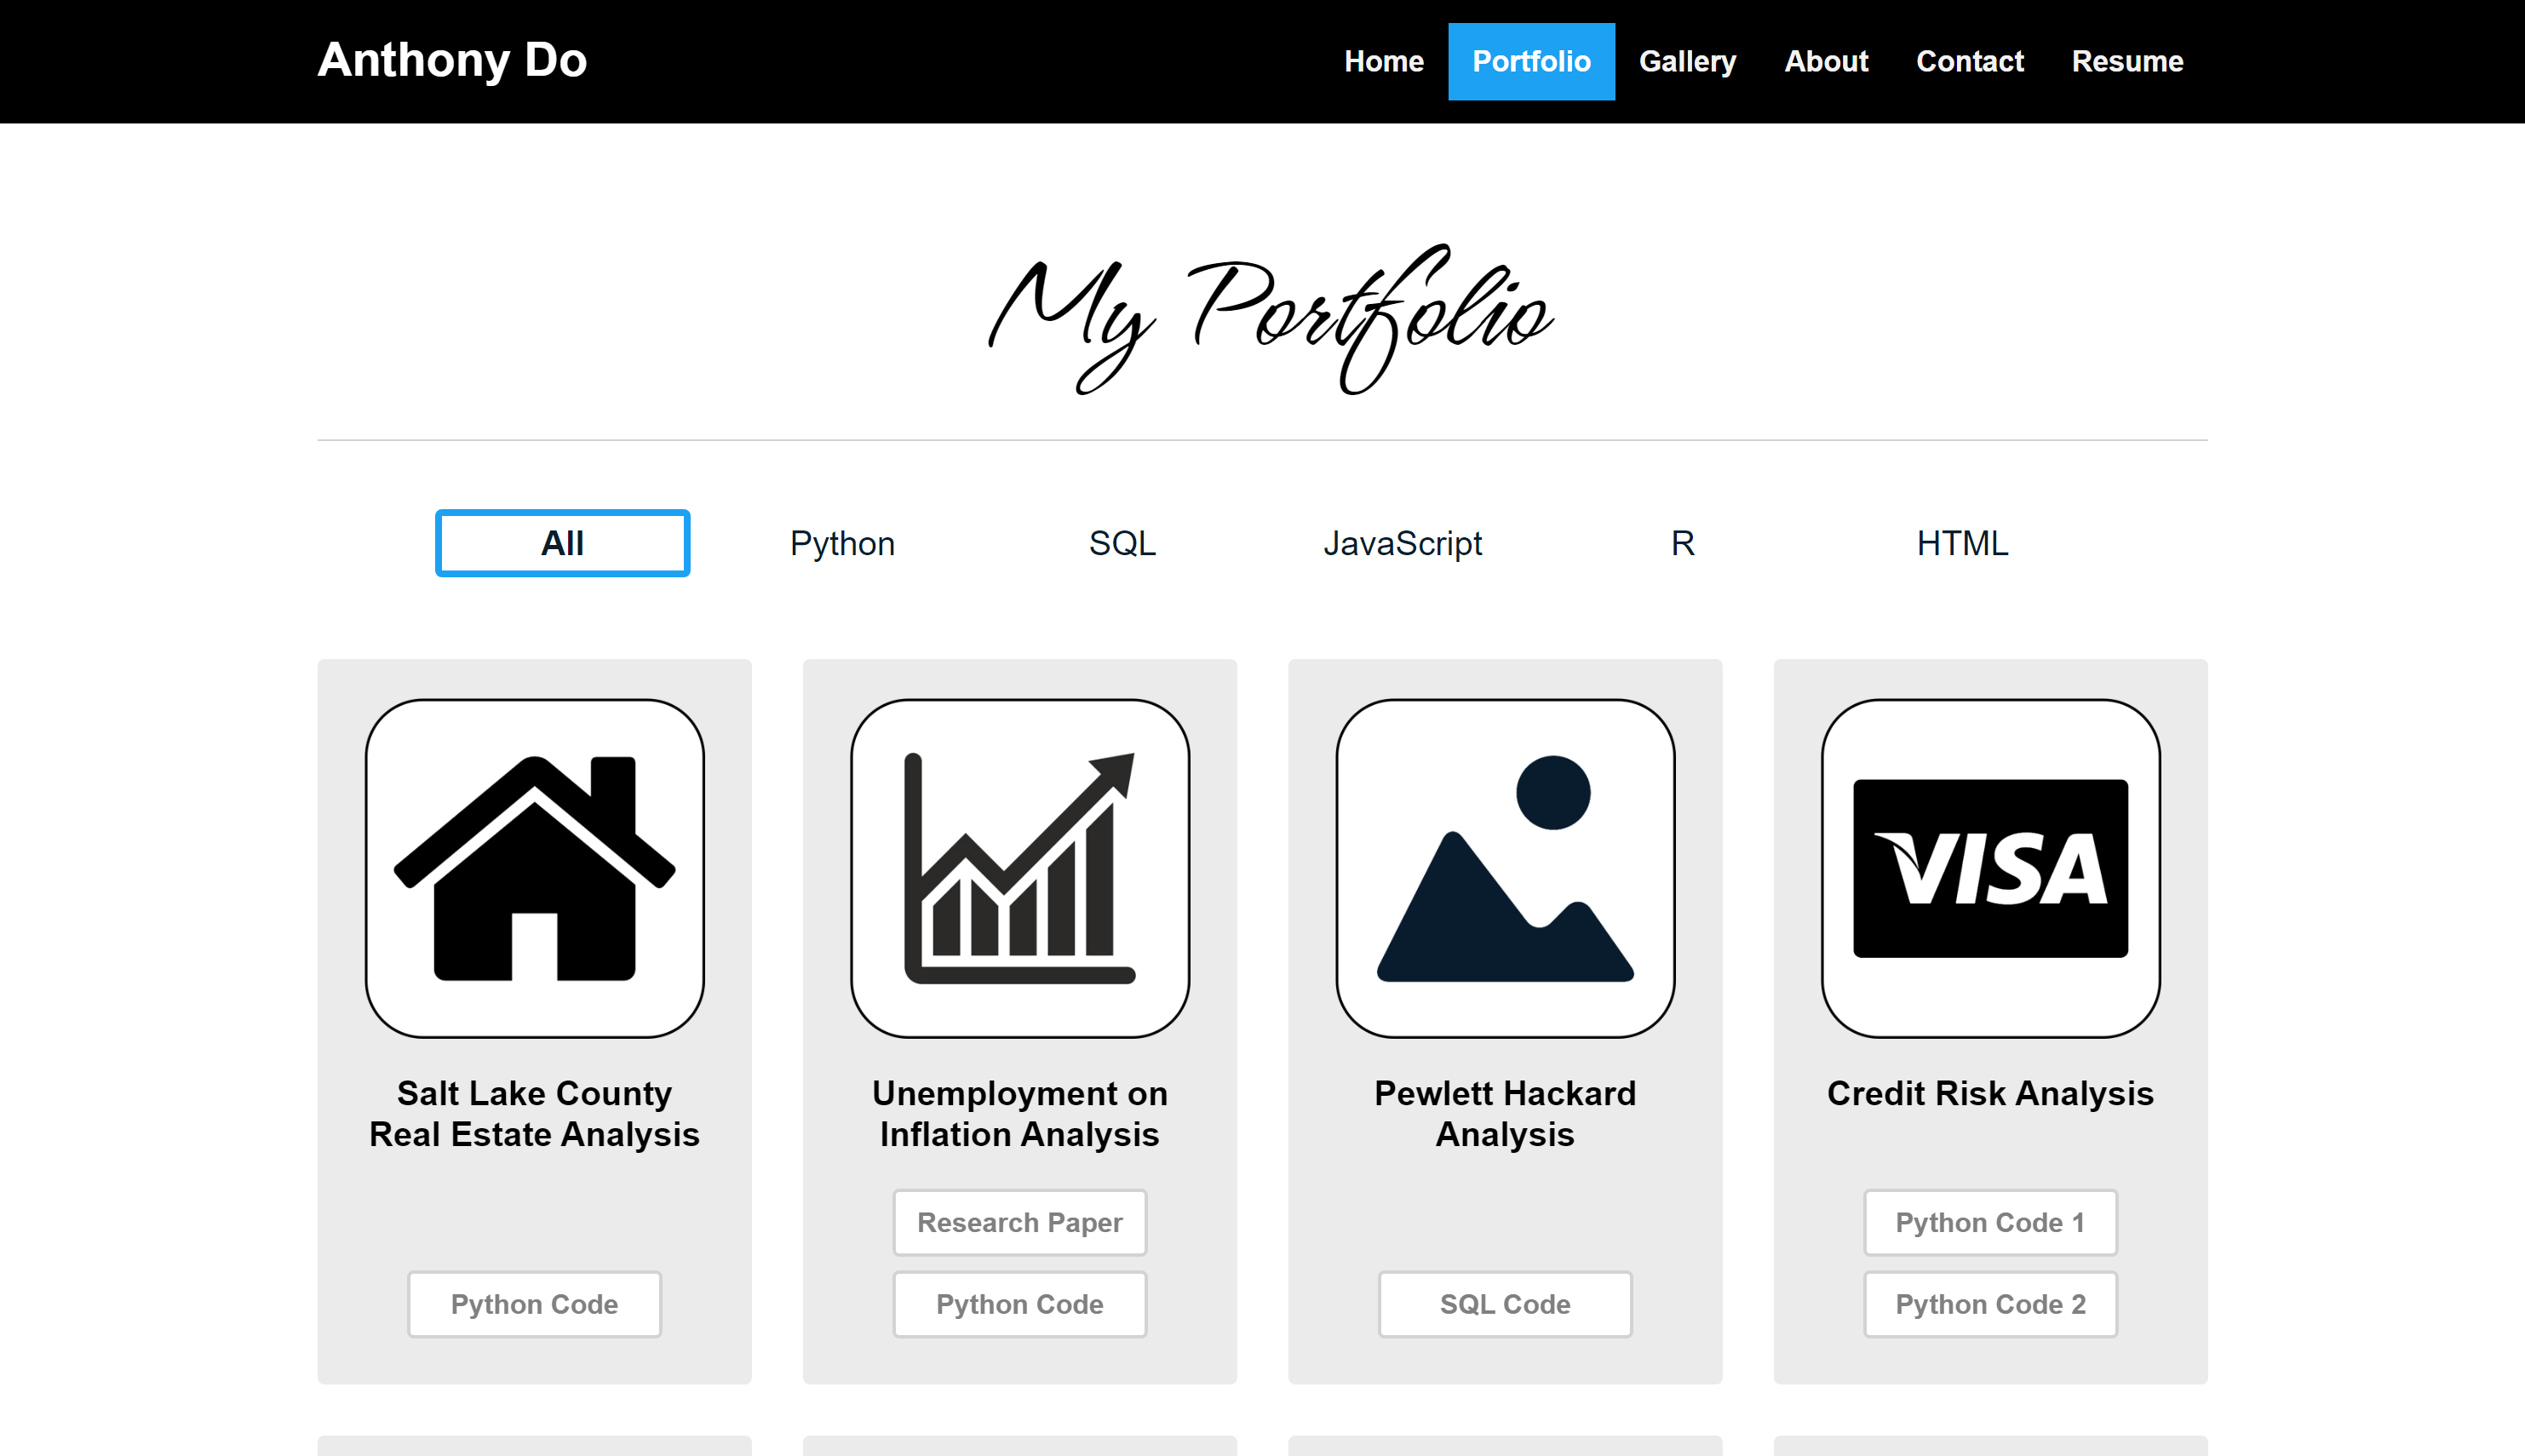 Anthony Do
Home Portfolio Gallery About Contact Resume
My Portfolio
All Python SQL JavaScript R HTML
VISA
Salt Lake County
Real Estate Analysis
Python Code
Unemployment on
Inflation Analysis
Research Paper
Python Code
Pewlett Hackard
Analysis
SQL Code
Credit Risk Analysis
Python Code 1
Python Code 2